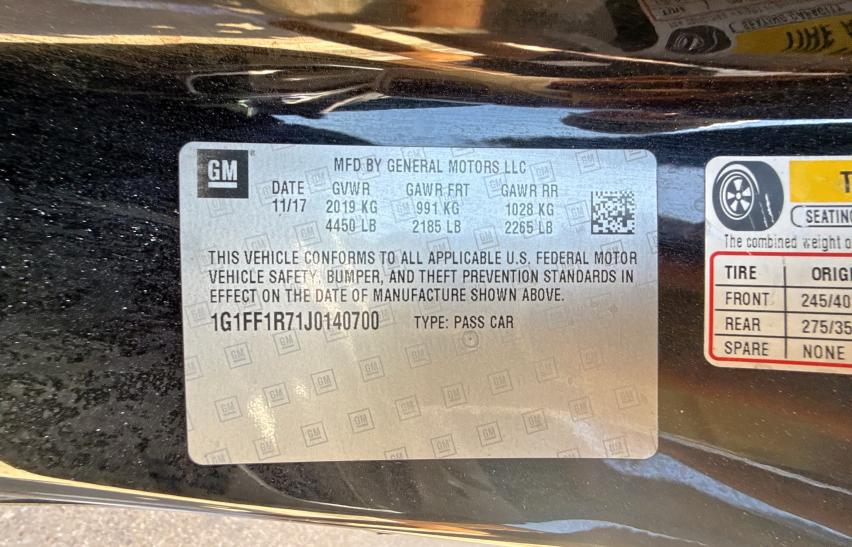 GM
MFD BY GENERAL MOTORS LLC
DATE GVWR GAWR FRT GAWR RR
11/17 2019 KG 991 KG 1028 KG
4450 LB 2185 LB 2265 LB
THIS VEHICLE CONFORMS TO ALL APPLICABLE U.S. FEDERAL MOTOR
VEHICLE SAFETY, BUMPER, AND THEFT PREVENTION STANDARDS IN
EFFECT ON THE DATE OF MANUFACTURE SHOWN ABOVE.
1G1FF1R71J0140700 TYPE: PASS CAR
SEATING
The combined weight
TIRE
FRONT 245/40
REAR 275/35
SPARE NONE